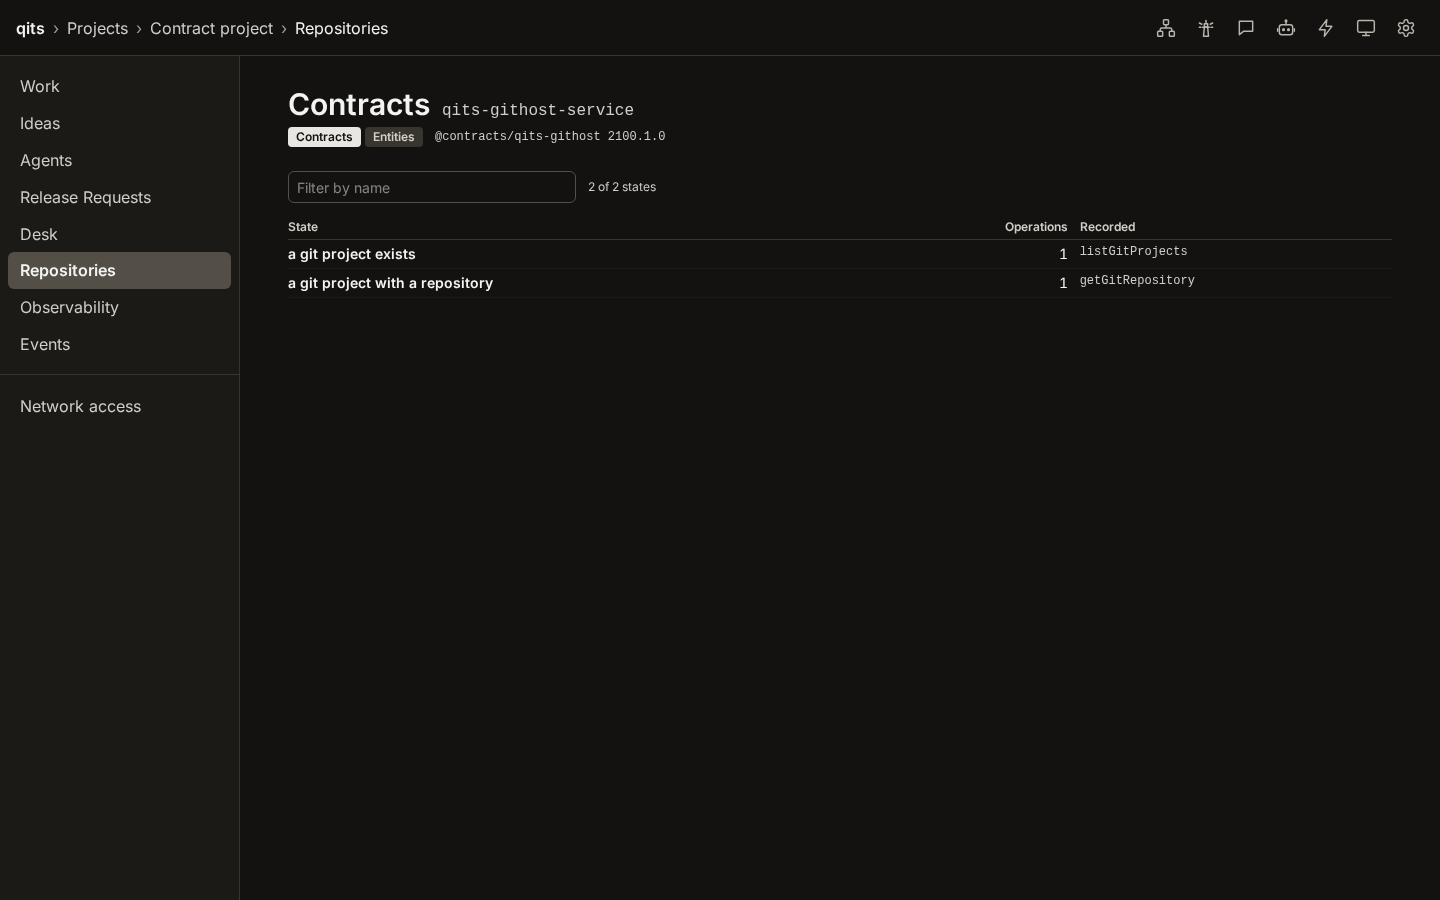 qits › Projects › Contract project › Repositories
Work
Ideas
Agents
Release Requests
Desk
Repositories
Observability
Events
Network access
Contracts qits-githost-service
Contracts Entities @contracts/qits-githost 2100.1.0
Filter by name 2 of 2 states
State Operations Recorded
a git project exists 1 listGitProjects
a git project with a repository 1 getGitRepository